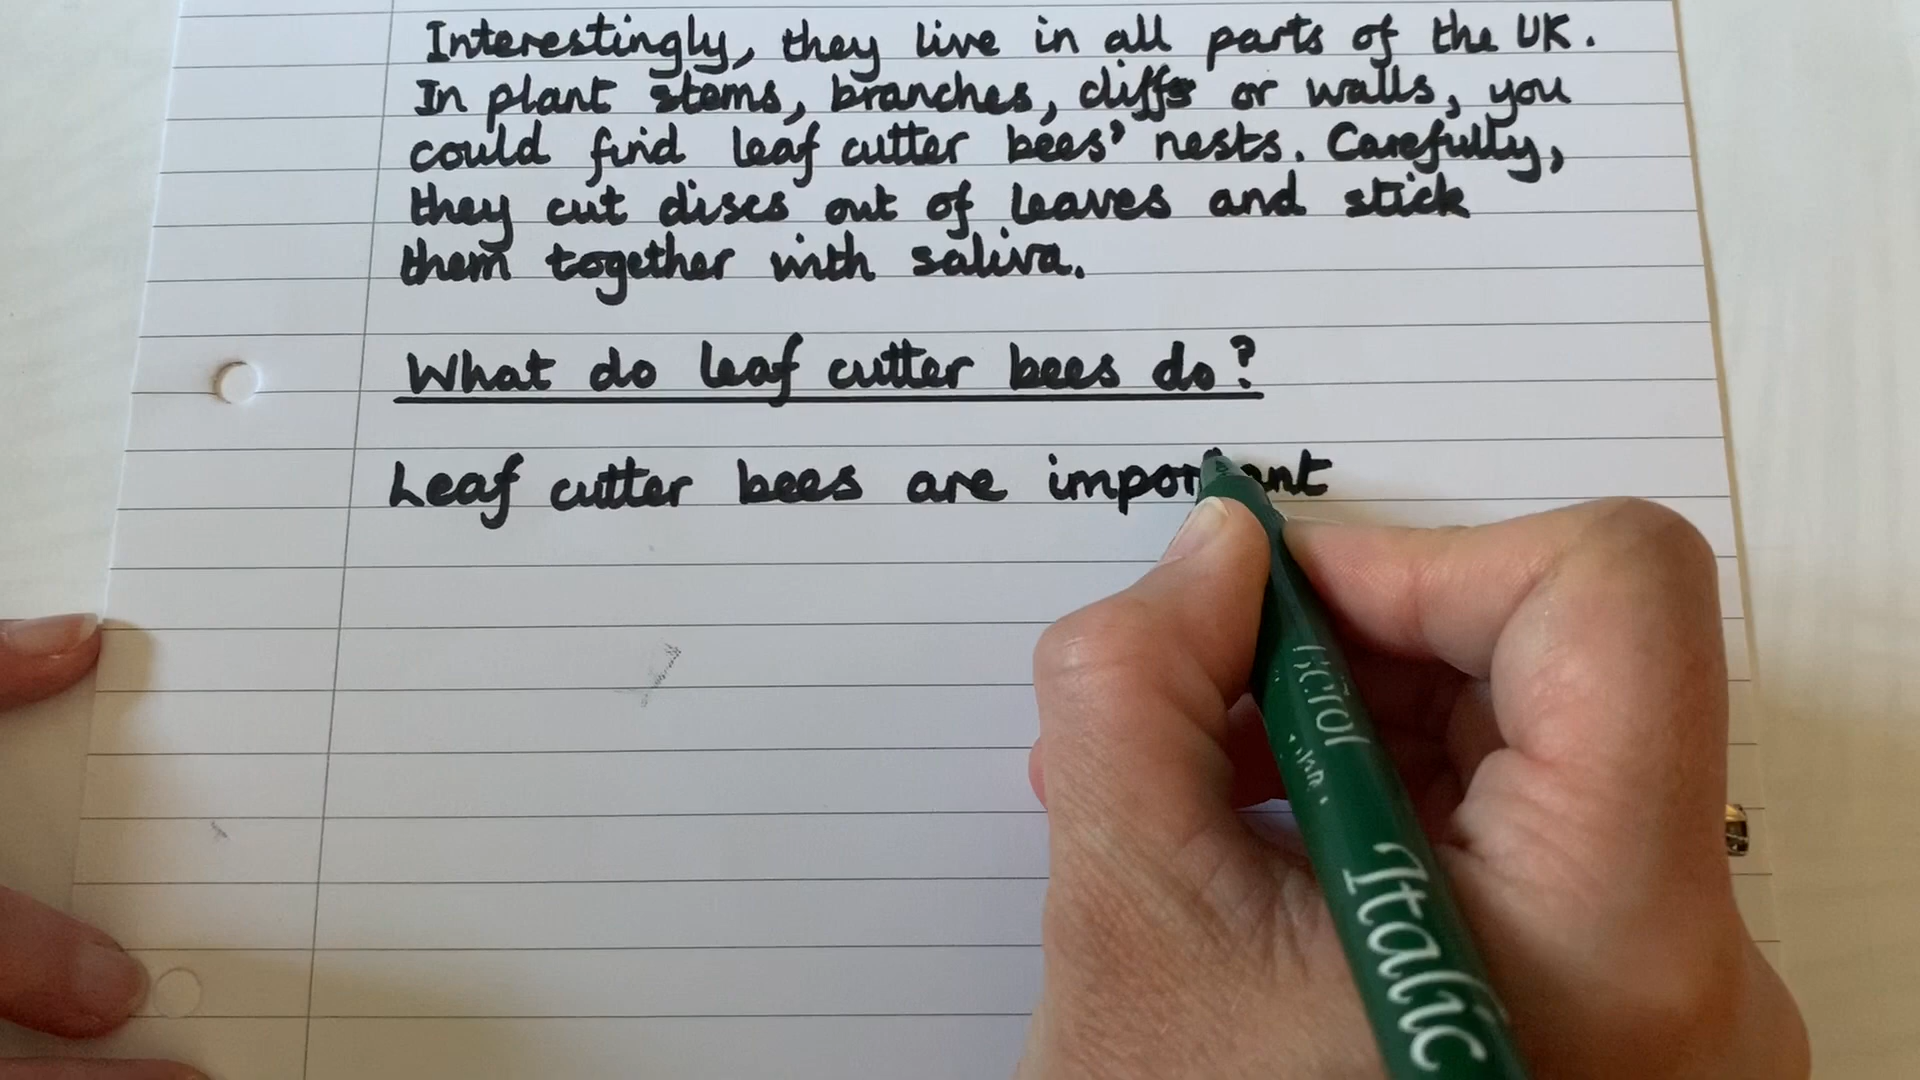 Interestingly, they live in all parts of the UK.
In plant stems, branches, cliffs or walls, you
could find leaf cutter bees' nests. Carefully,
they cut discs out of leaves and stick
them together with saliva.
What do leaf cutter bees do?
Leaf cutter bees are important
Italic